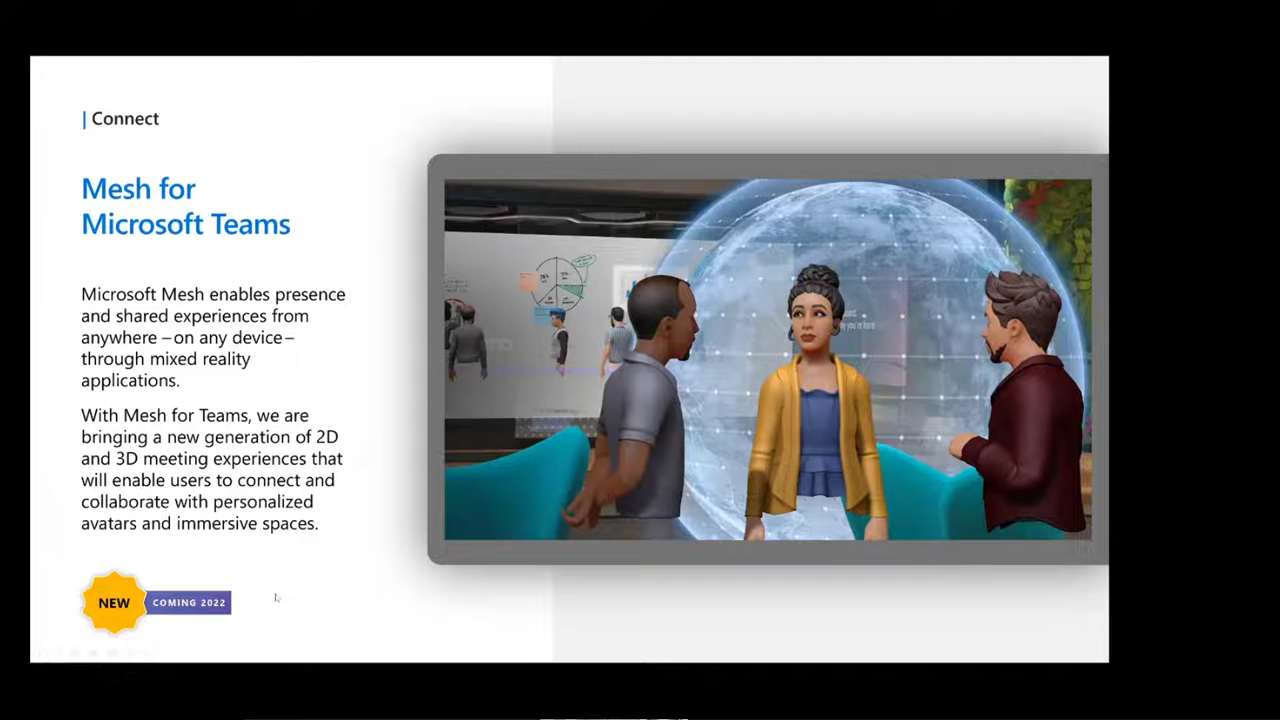 | Connect
Mesh for
Microsoft Teams
Microsoft Mesh enables presence
and shared experiences from
anywhere –on any device–
through mixed reality
applications.
With Mesh for Teams, we are
bringing a new generation of 2D
and 3D meeting experiences that
will enable users to connect and
collaborate with personalized
avatars and immersive spaces.
NEW
COMING 2022